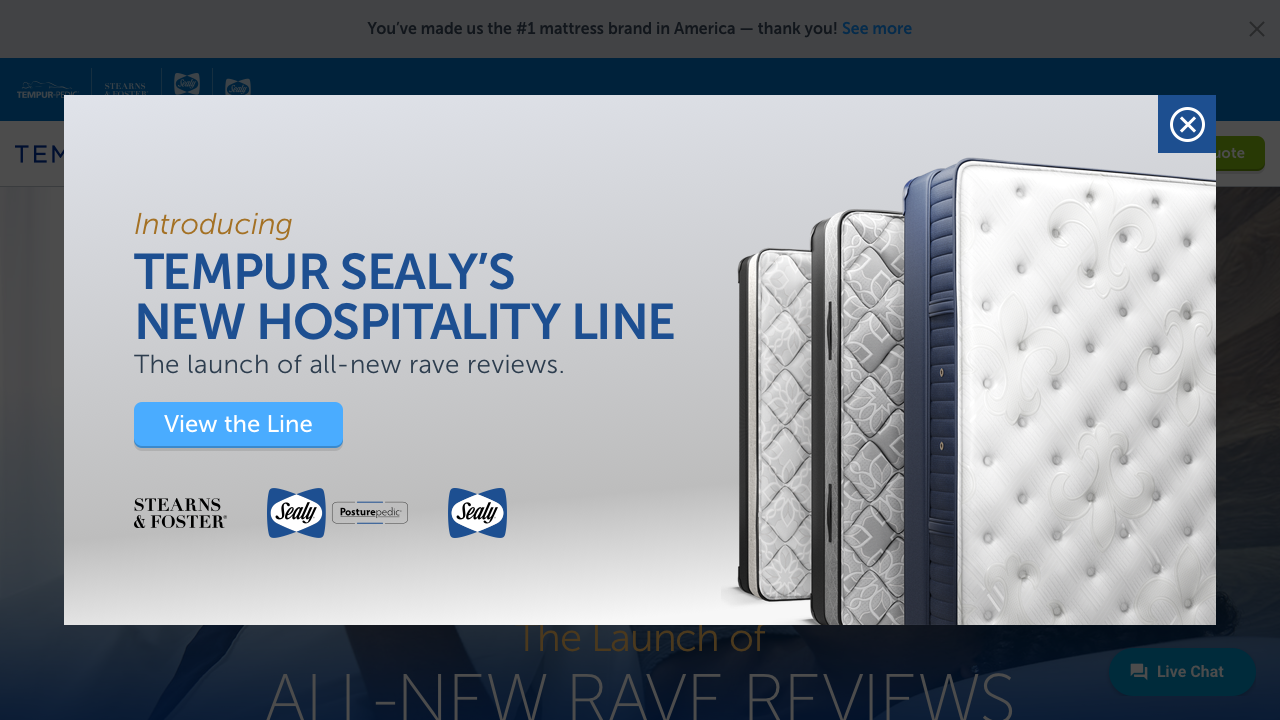 You've made us the #1 mattress brand in America — thank you! See more
TEMPUR-PEDIC
STEARNS
& FOSTER
Sealy
Sealy
TEM
uote
Introducing
TEMPUR SEALY'S
NEW HOSPITALITY LINE
The launch of all-new rave reviews.
View the Line
STEARNS
& FOSTER®
Sealy
Posturepedic®
Sealy
The Launch of
ALL-NEW RAVE REVIEWS
Live Chat